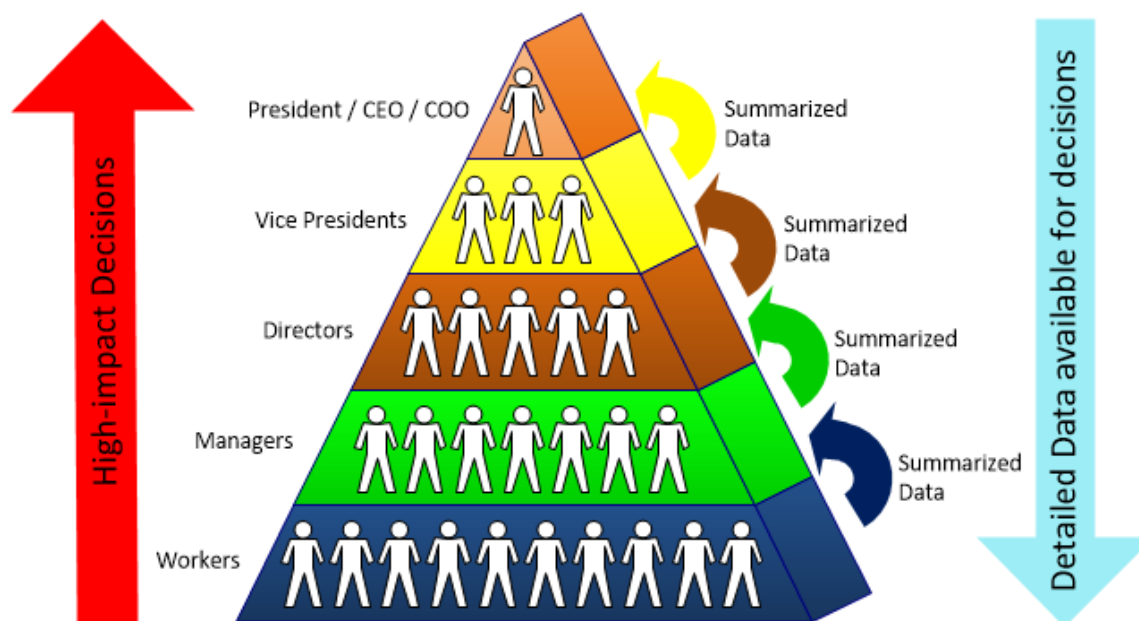 High-impact Decisions
President / CEO / COO
Vice Presidents
Directors
Managers
Workers
Summarized
Data
Summarized
Data
Summarized
Data
Summarized
Data
Detailed Data available for decisions